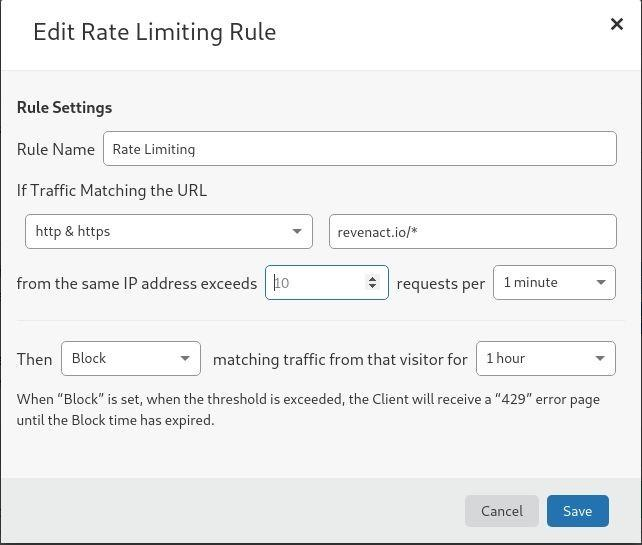 Edit Rate Limiting Rule
Rule Settings
Rule Name Rate Limiting
If Traffic Matching the URL
http & https revenact.io/*
from the same IP address exceeds 10 requests per 1 minute
Then Block matching traffic from that visitor for 1 hour
When “Block” is set, when the threshold is exceeded, the Client will receive a “429” error page
until the Block time has expired.
Cancel Save